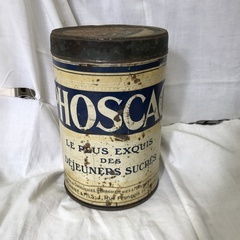 HOSCA
LE PLUS EXQUIS
DES
DÉJEUNERS SUCRÉS